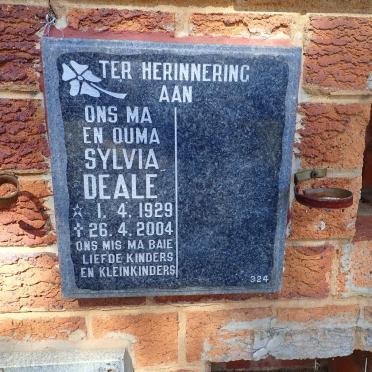 TER HERINNERING
AAN
ONS MA
EN OUMA
SYLVIA
DEALE
☆ 1. 4. 1929
✝ 26. 4. 2004
ONS MIS MA BAIE
LIEFDE KINDERS
EN KLEINKINDERS
324